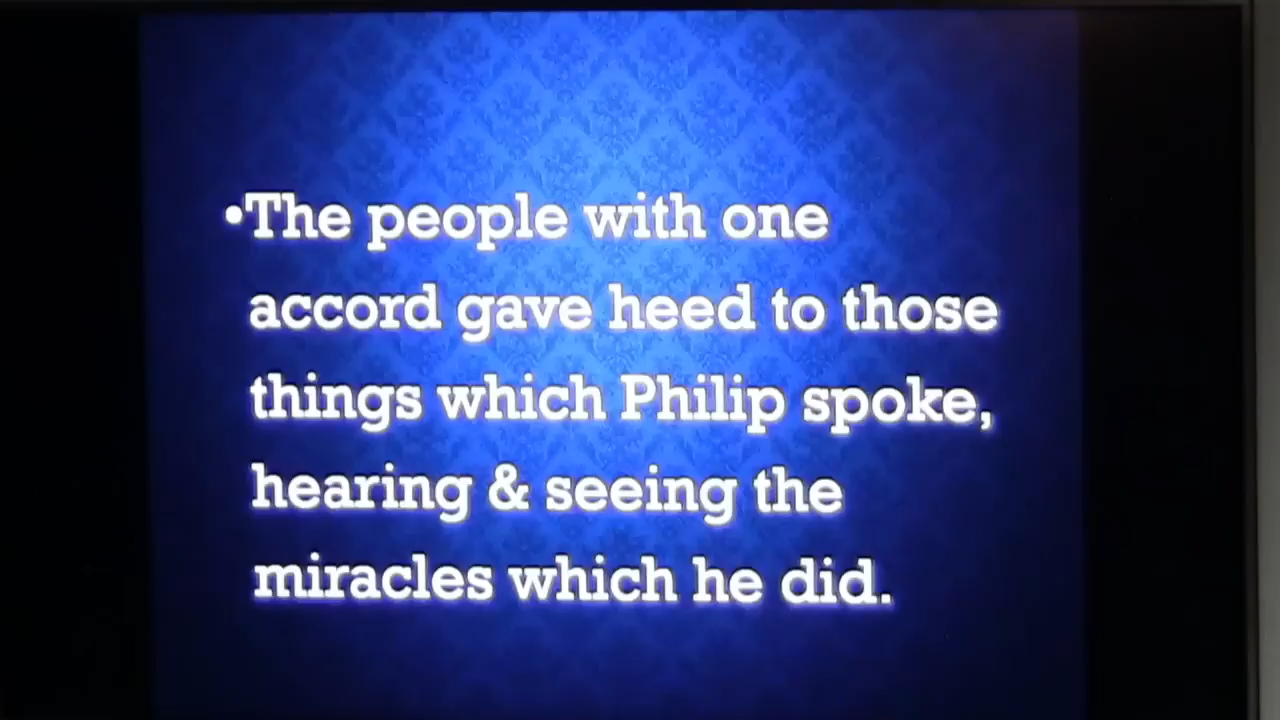 •The people with one
accord gave heed to those
things which Philip spoke,
hearing & seeing the
miracles which he did.